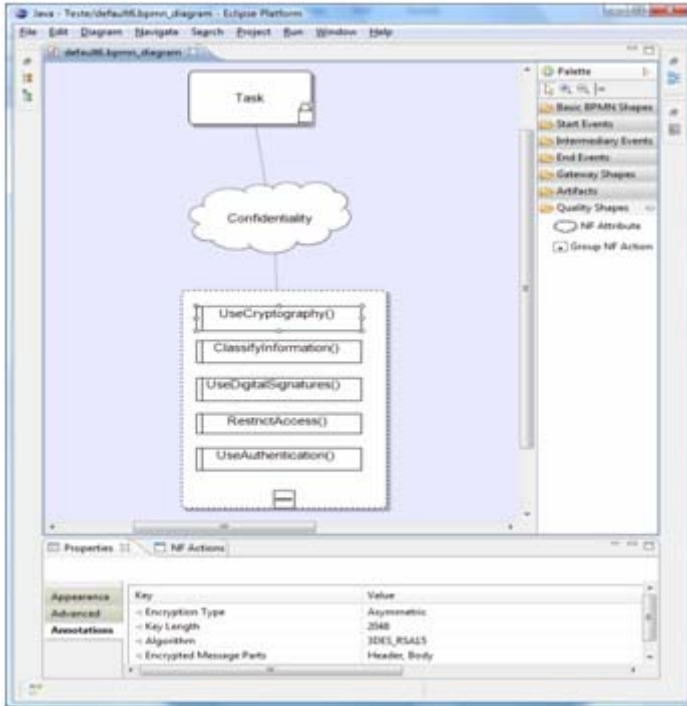 Java - Teste/default6.bpmn_diagram - Eclipse Platform
File Edit Diagram Navigate Search Project Run Window Help
default6.bpmn_diagram
Task
Confidentiality
UseCryptography()
ClassifyInformation()
UseDigitalSignatures()
RestrictAccess()
UseAuthentication()
Palette
Basic BPMN Shapes
Start Events
Intermediary Events
End Events
Gateway Shapes
Artifacts
Quality Shapes
NF Attribute
Group NF Action
Properties NF Actions
Appearance
Advanced
Annotations
Key Value
Encryption Type Asymmetric
Key Length 2048
Algorithm 3DES_RSA15
Encrypted Message Parts Header, Body